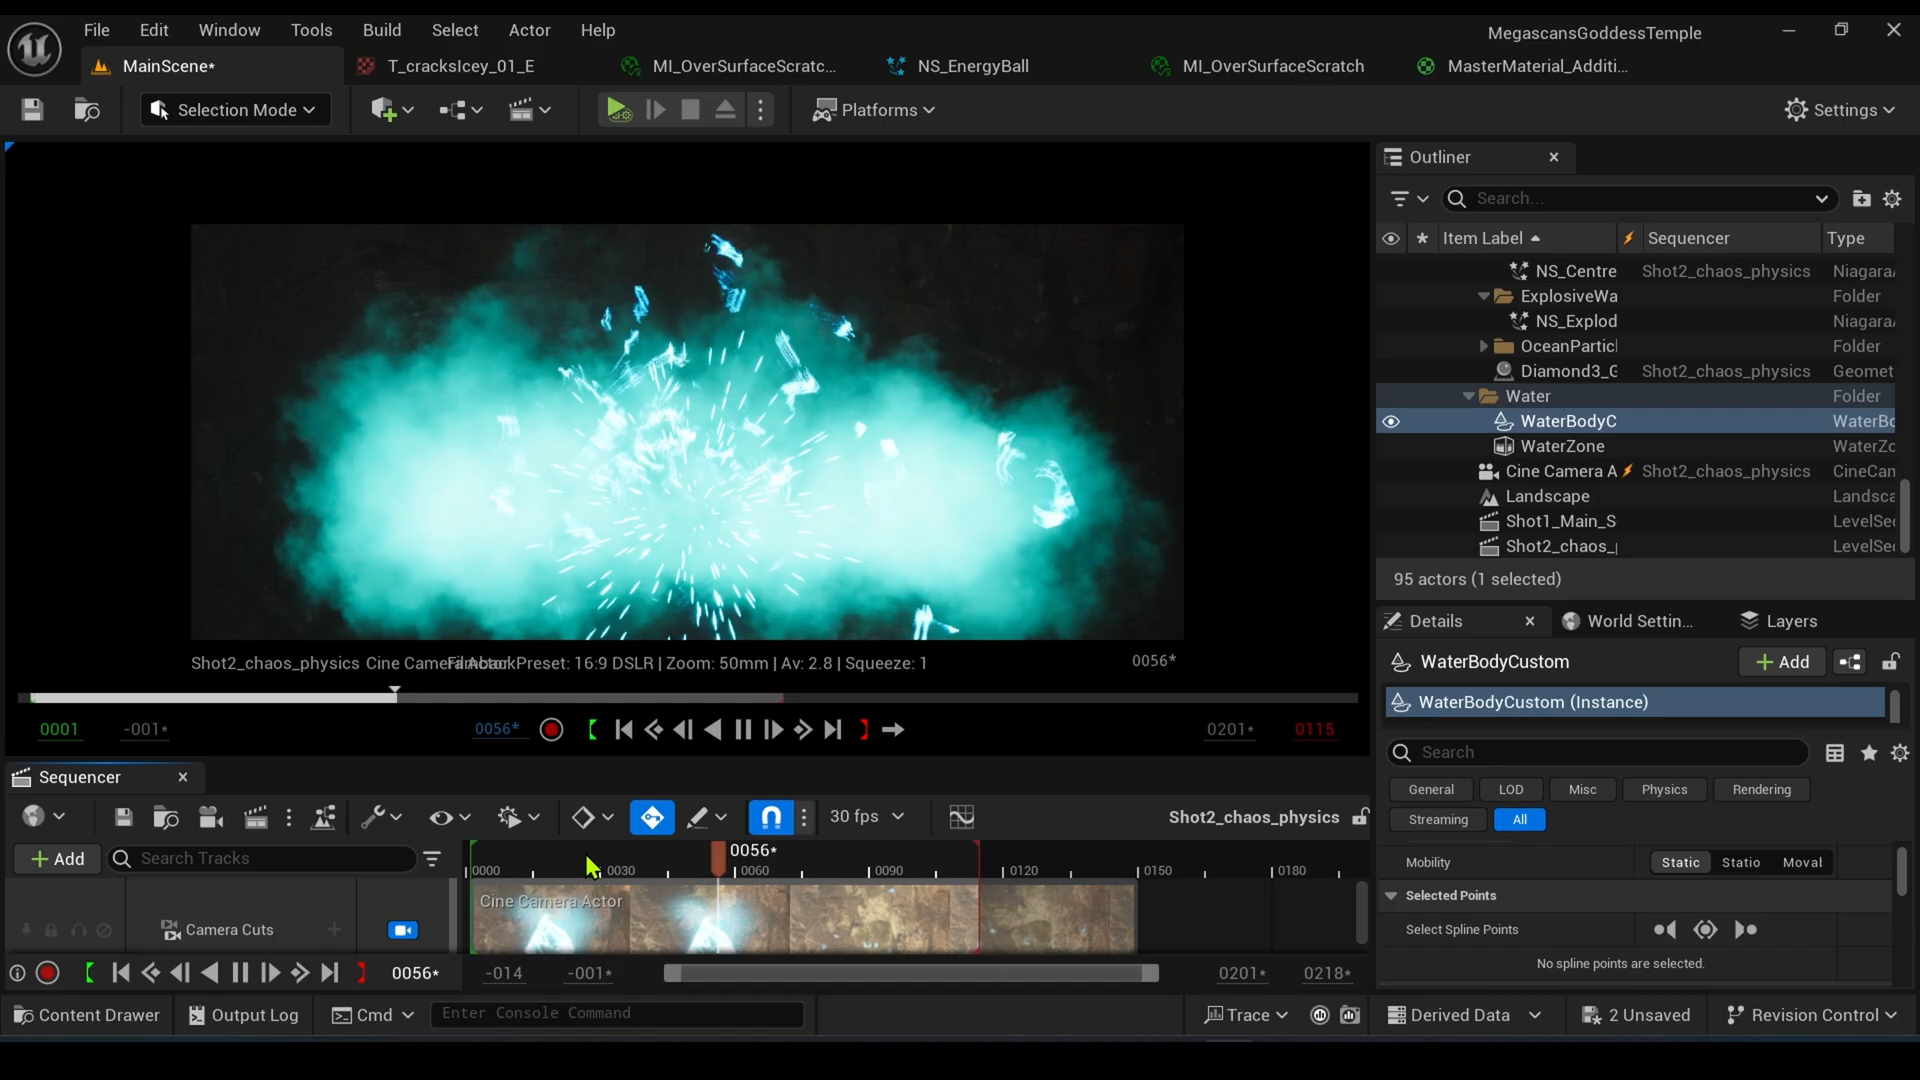 File Edit Window Tools Build Select Actor Help
MegascansGoddessTemple
MainScene* T_cracksIcey_01_E MI_OverSurfaceScratc... NS_EnergyBall MI_OverSurfaceScratch MasterMaterial_Additi...
Selection Mode Platforms Settings
Outliner
Search...
Item Label Sequencer Type
NS_Centre Shot2_chaos_physics Niagara
ExplosiveWa Folder
NS_Explod Niagara
OceanPartic Folder
Diamond3_G Shot2_chaos_physics Geomet
Water Folder
WaterBodyC WaterBo
WaterZone WaterZo
Cine Camera A Shot2_chaos_physics CineCan
Landscape Landsca
Shot1_Main_S LevelSe
Shot2_chaos_ LevelSe
95 actors (1 selected)
Shot2_chaos_physics Cine Camera Actor Preset: 16:9 DSLR | Zoom: 50mm | Av: 2.8 | Squeeze: 1
0056*
0001 -001* 0056* 0201* 0115
Details World Settin... Layers
WaterBodyCustom Add
WaterBodyCustom (Instance)
Search
General LOD Misc Physics Rendering
Streaming All
Mobility Static Statio Moval
Selected Points
Select Spline Points
No spline points are selected.
Sequencer
30 fps Shot2_chaos_physics
Add Search Tracks
0056*
0000 0030 0060 0090 0120 0150 0180
Cine Camera Actor
Camera Cuts
0056* -014 -001* 0201* 0218*
Content Drawer Output Log Cmd Enter Console Command Trace Derived Data 2 Unsaved Revision Control